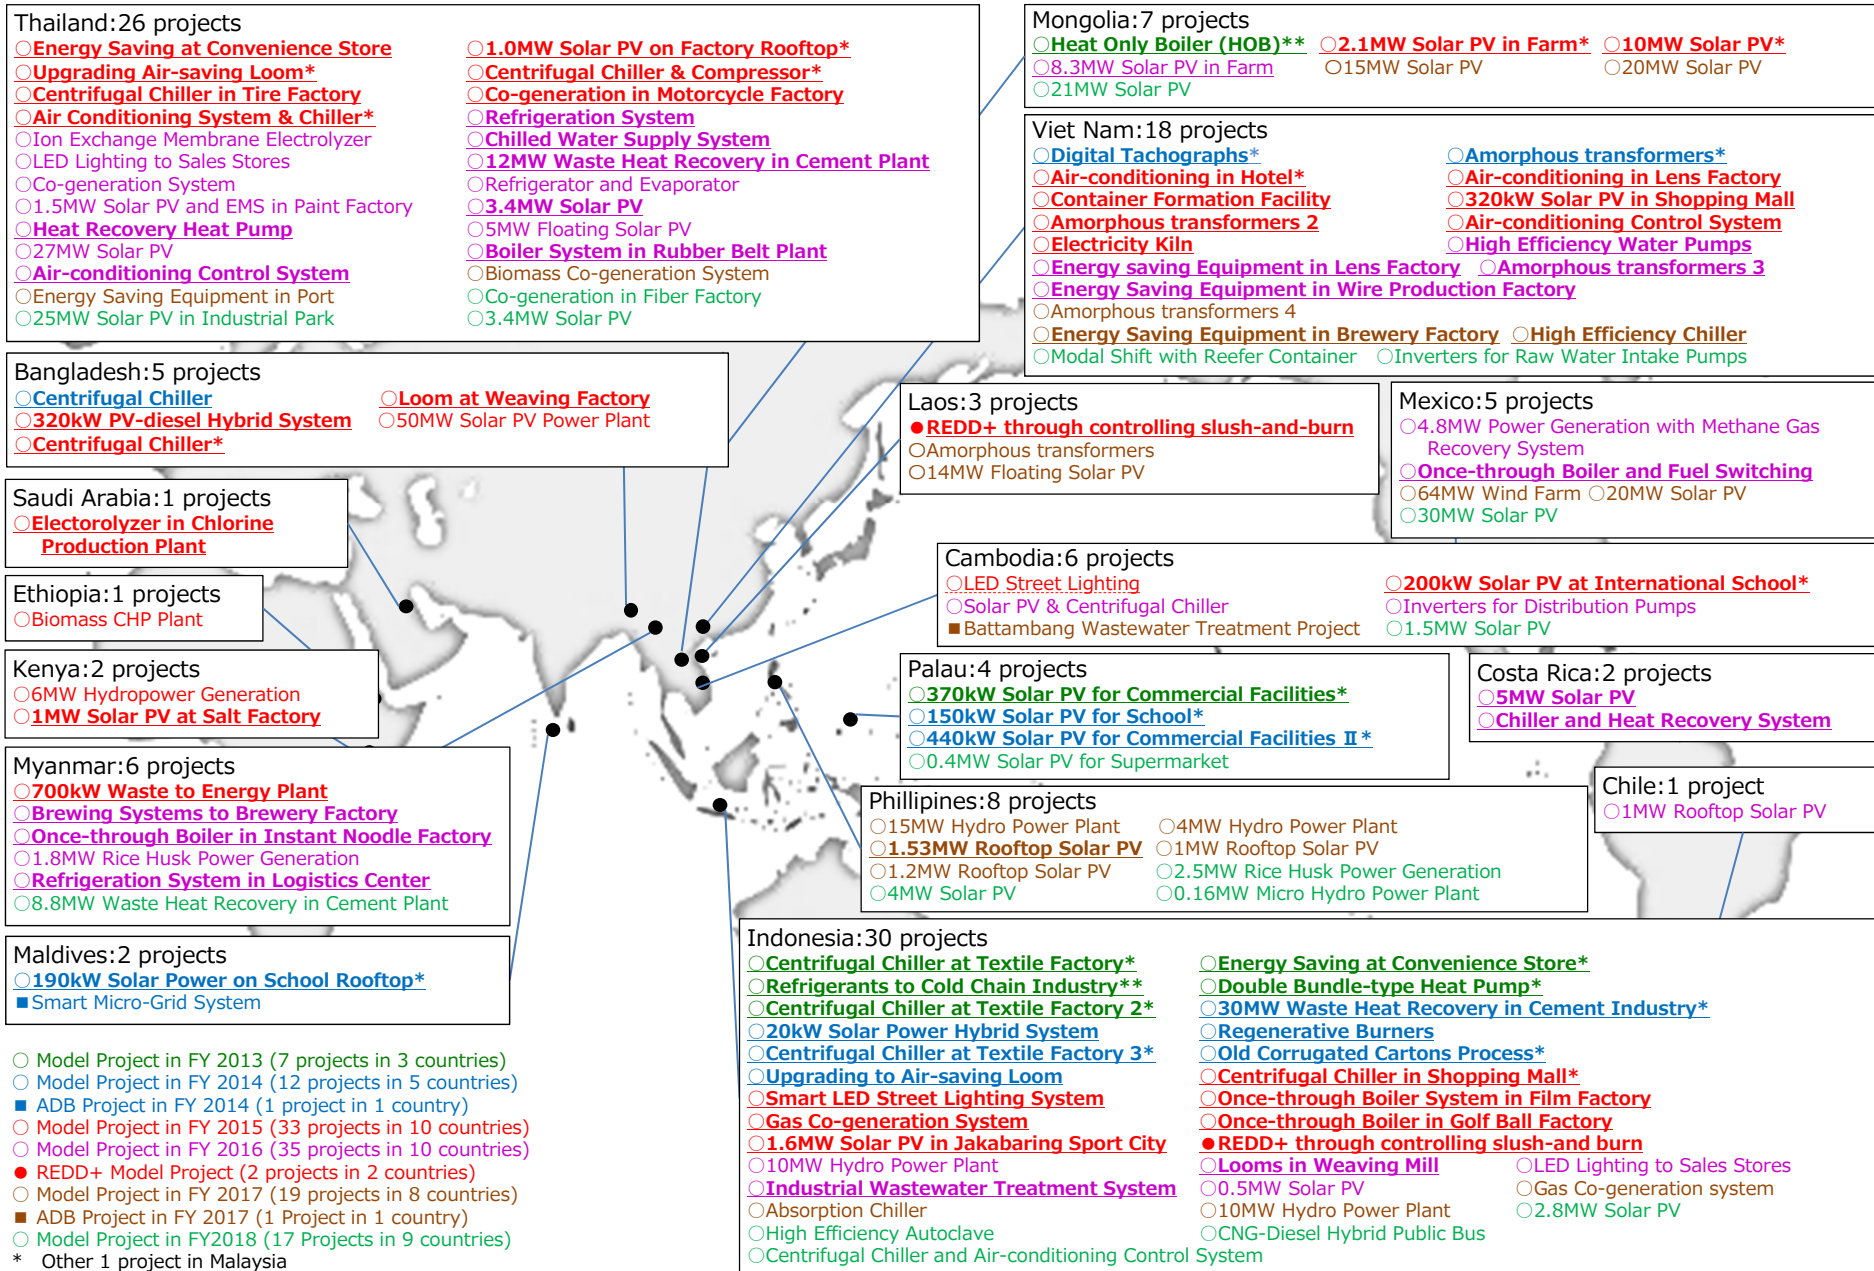 Thailand:26 projects
○Energy Saving at Convenience Store ○1.0MW Solar PV on Factory Rooftop*
○Upgrading Air-saving Loom* ○Centrifugal Chiller & Compressor*
○Centrifugal Chiller in Tire Factory ○Co-generation in Motorcycle Factory
○Air Conditioning System & Chiller* ○Refrigeration System
○Ion Exchange Membrane Electrolyzer ○Chilled Water Supply System
○LED Lighting to Sales Stores ○12MW Waste Heat Recovery in Cement Plant
○Co-generation System ○Refrigerator and Evaporator
○1.5MW Solar PV and EMS in Paint Factory ○3.4MW Solar PV
○Heat Recovery Heat Pump ○5MW Floating Solar PV
○27MW Solar PV ○Boiler System in Rubber Belt Plant
○Air-conditioning Control System ○Biomass Co-generation System
○Energy Saving Equipment in Port ○Co-generation in Fiber Factory
○25MW Solar PV in Industrial Park ○3.4MW Solar PV
Mongolia:7 projects
○Heat Only Boiler (HOB)** ○2.1MW Solar PV in Farm* ○10MW Solar PV*
○8.3MW Solar PV in Farm ○15MW Solar PV ○20MW Solar PV
○21MW Solar PV
Viet Nam:18 projects
○Digital Tachographs* ○Amorphous transformers*
○Air-conditioning in Hotel* ○Air-conditioning in Lens Factory
○Container Formation Facility ○320kW Solar PV in Shopping Mall
○Amorphous transformers 2 ○Air-conditioning Control System
○Electricity Kiln ○High Efficiency Water Pumps
○Energy saving Equipment in Lens Factory ○Amorphous transformers 3
○Energy Saving Equipment in Wire Production Factory
○Amorphous transformers 4
○Energy Saving Equipment in Brewery Factory ○High Efficiency Chiller
○Modal Shift with Reefer Container ○Inverters for Raw Water Intake Pumps
Bangladesh:5 projects
○Centrifugal Chiller ○Loom at Weaving Factory
○320kW PV-diesel Hybrid System ○50MW Solar PV Power Plant
○Centrifugal Chiller*
Laos:3 projects
●REDD+ through controlling slush-and-burn
○Amorphous transformers
○14MW Floating Solar PV
Mexico:5 projects
○4.8MW Power Generation with Methane Gas
Recovery System
○Once-through Boiler and Fuel Switching
○64MW Wind Farm ○20MW Solar PV
○30MW Solar PV
Saudi Arabia:1 projects
○Electorolyzer in Chlorine
Production Plant
Cambodia:6 projects
○LED Street Lighting ○200kW Solar PV at International School*
○Solar PV & Centrifugal Chiller ○Inverters for Distribution Pumps
■Battambang Wastewater Treatment Project ○1.5MW Solar PV
Ethiopia:1 projects
○Biomass CHP Plant
Kenya:2 projects
○6MW Hydropower Generation
○1MW Solar PV at Salt Factory
Palau:4 projects
○370kW Solar PV for Commercial Facilities*
○150kW Solar PV for School*
○440kW Solar PV for Commercial Facilities Ⅱ*
○0.4MW Solar PV for Supermarket
Costa Rica:2 projects
○5MW Solar PV
○Chiller and Heat Recovery System
Myanmar:6 projects
○700kW Waste to Energy Plant
○Brewing Systems to Brewery Factory
○Once-through Boiler in Instant Noodle Factory
○1.8MW Rice Husk Power Generation
○Refrigeration System in Logistics Center
○8.8MW Waste Heat Recovery in Cement Plant
Phillipines:8 projects
○15MW Hydro Power Plant ○4MW Hydro Power Plant
○1.53MW Rooftop Solar PV ○1MW Rooftop Solar PV
○1.2MW Rooftop Solar PV ○2.5MW Rice Husk Power Generation
○4MW Solar PV ○0.16MW Micro Hydro Power Plant
Chile:1 project
○1MW Rooftop Solar PV
Maldives:2 projects
○190kW Solar Power on School Rooftop*
■Smart Micro-Grid System
Indonesia:30 projects
○Centrifugal Chiller at Textile Factory* ○Energy Saving at Convenience Store*
○Refrigerants to Cold Chain Industry** ○Double Bundle-type Heat Pump*
○Centrifugal Chiller at Textile Factory 2* ○30MW Waste Heat Recovery in Cement Industry*
○20kW Solar Power Hybrid System ○Regenerative Burners
○Centrifugal Chiller at Textile Factory 3* ○Old Corrugated Cartons Process*
○Upgrading to Air-saving Loom ○Centrifugal Chiller in Shopping Mall*
○Smart LED Street Lighting System ○Once-through Boiler System in Film Factory
○Gas Co-generation System ○Once-through Boiler in Golf Ball Factory
○1.6MW Solar PV in Jakabaring Sport City ●REDD+ through controlling slush-and burn
○10MW Hydro Power Plant ○Looms in Weaving Mill ○LED Lighting to Sales Stores
○Industrial Wastewater Treatment System ○0.5MW Solar PV ○Gas Co-generation system
○Absorption Chiller ○10MW Hydro Power Plant ○2.8MW Solar PV
○High Efficiency Autoclave ○CNG-Diesel Hybrid Public Bus
○Centrifugal Chiller and Air-conditioning Control System
○ Model Project in FY 2013 (7 projects in 3 countries)
○ Model Project in FY 2014 (12 projects in 5 countries)
■ ADB Project in FY 2014 (1 project in 1 country)
○ Model Project in FY 2015 (33 projects in 10 countries)
○ Model Project in FY 2016 (35 projects in 10 countries)
● REDD+ Model Project (2 projects in 2 countries)
○ Model Project in FY 2017 (19 projects in 8 countries)
■ ADB Project in FY 2017 (1 Project in 1 country)
○ Model Project in FY2018 (17 Projects in 9 countries)
* Other 1 project in Malaysia